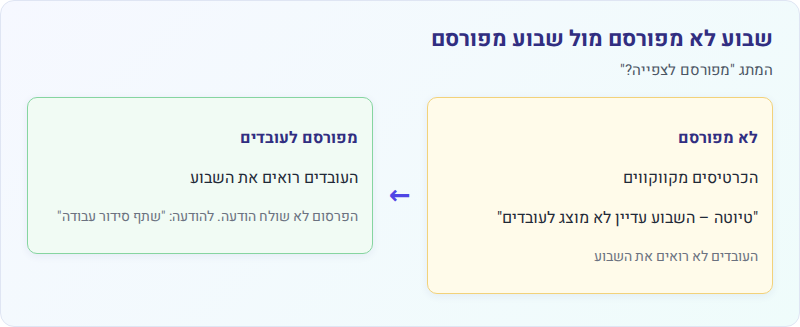 שבוע לא מפורסם מול שבוע מפורסם
המתג "מפורסם לצפייה?"
לא מפורסם
הכרטיסים מקווקווים
"טיוטה – השבוע עדיין לא מוצג לעובדים"
העובדים לא רואים את השבוע
←
מפורסם לעובדים
העובדים רואים את השבוע
הפרסום לא שולח הודעה. להודעה: "שתף סידור עבודה"